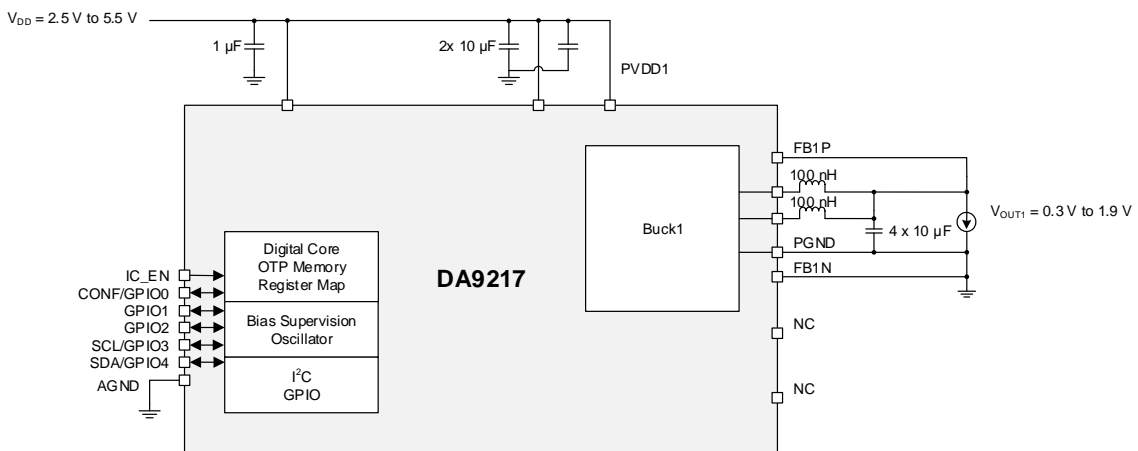 V_DD = 2.5 V to 5.5 V
1 µF
2x 10 µF
PVDD1
FB1P
100 nH
100 nH
V_OUT1 = 0.3 V to 1.9 V
Buck1
4 x 10 µF
PGND
FB1N
Digital Core
OTP Memory
Register Map
DA9217
IC_EN
CONF/GPIO0
GPIO1
GPIO2
SCL/GPIO3
SDA/GPIO4
AGND
Bias Supervision
Oscillator
I²C
GPIO
NC
NC